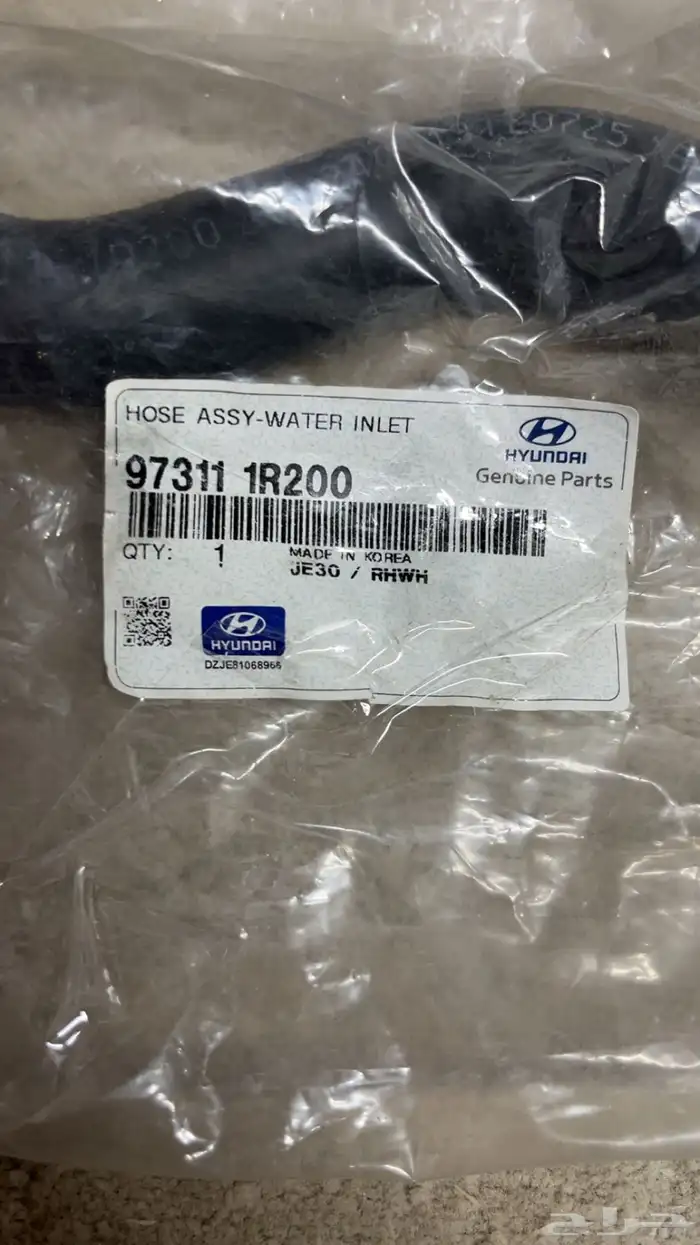 HOSE ASSY-WATER INLET
HYUNDAI
Genuine Parts
97311 1R200
QTY: 1
MADE IN KOREA
JE30 / RHWH
HYUNDAI
DZJE81068966
حراج